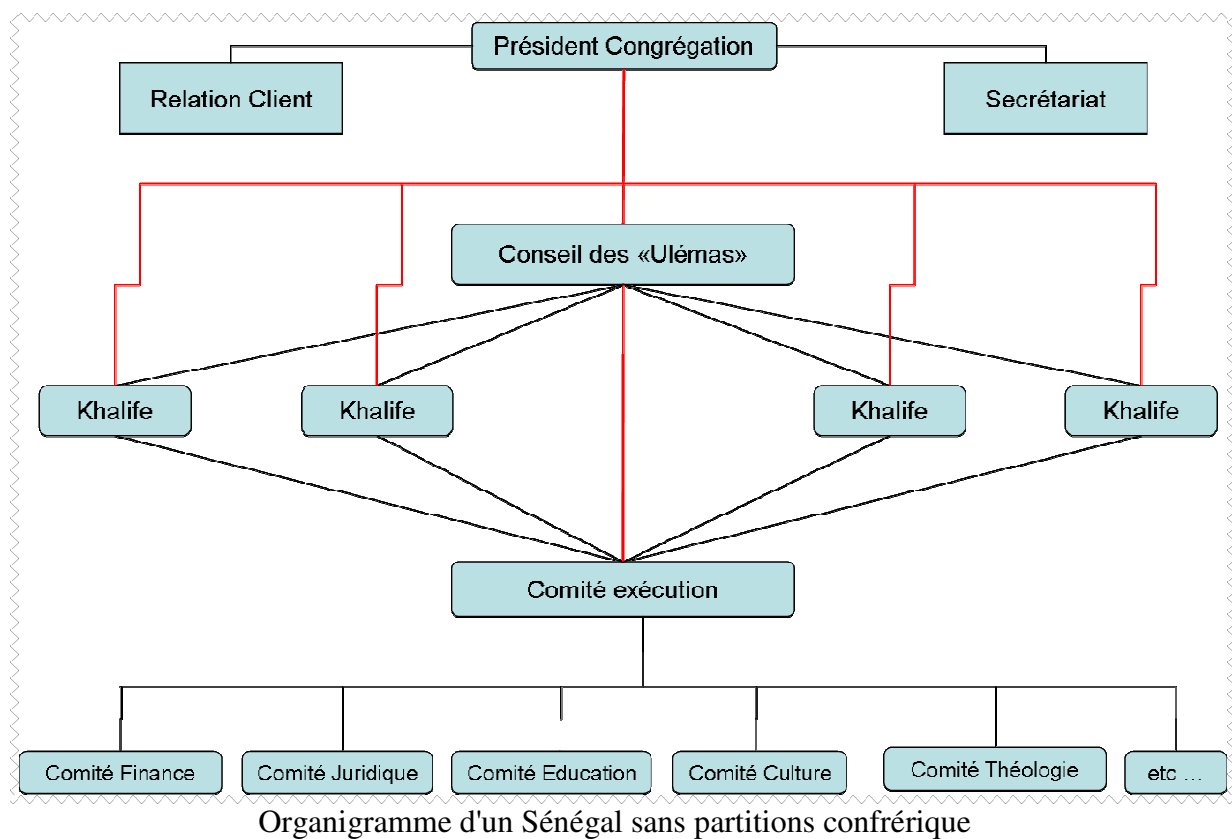 Président Congrégation
Relation Client
Secrétariat
Conseil des «Ulémas»
Khalife
Khalife
Khalife
Khalife
Comité exécution
Comité Finance
Comité Juridique
Comité Education
Comité Culture
Comité Théologie
etc ...
Organigramme d'un Sénégal sans partitions confrérique